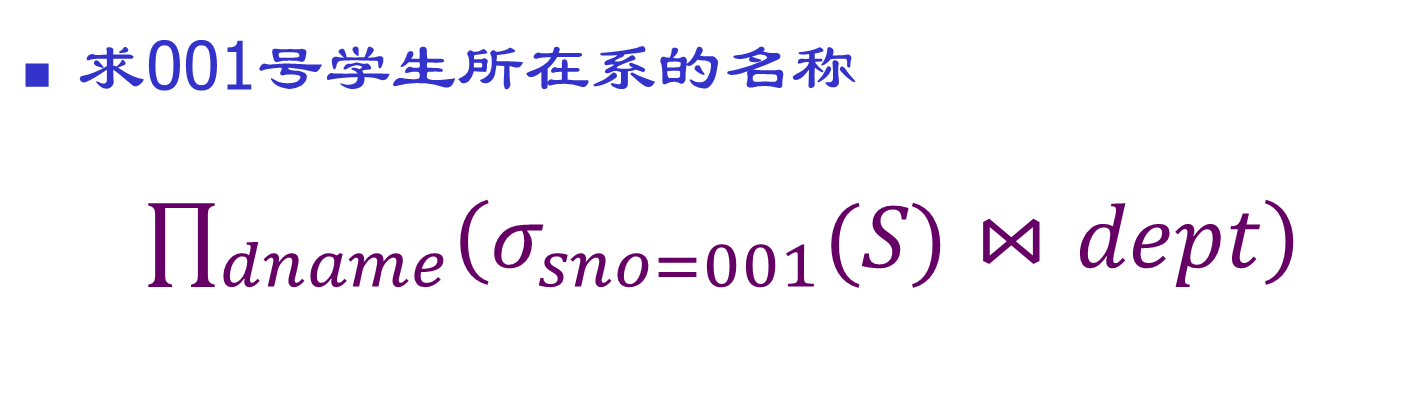 ■ 求001号学生所在系的名称
∏dname(σsno=001(S) ⋈ dept)